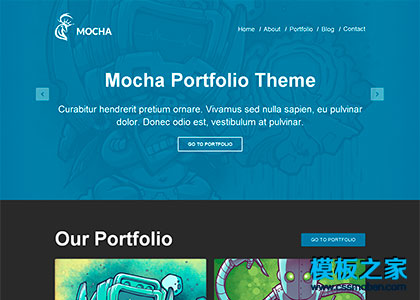 MOCHA
Home / About / Portfolio / Blog / Contact
Mocha Portfolio Theme
Curabitur hendrerit pretium ornare. Vivamus sed nulla sapien, eu pulvinar
dolor. Donec odio est, vestibulum at pulvinar.
GO TO PORTFOLIO
Our Portfolio
GO TO PORTFOLIO
模板之家
www.cssmoban.com